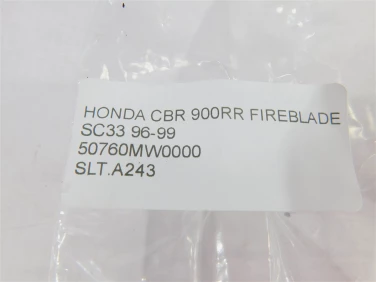 HONDA CBR 900RR FIREBLADE
SC33 96-99
50760MW0000
SLT.A243